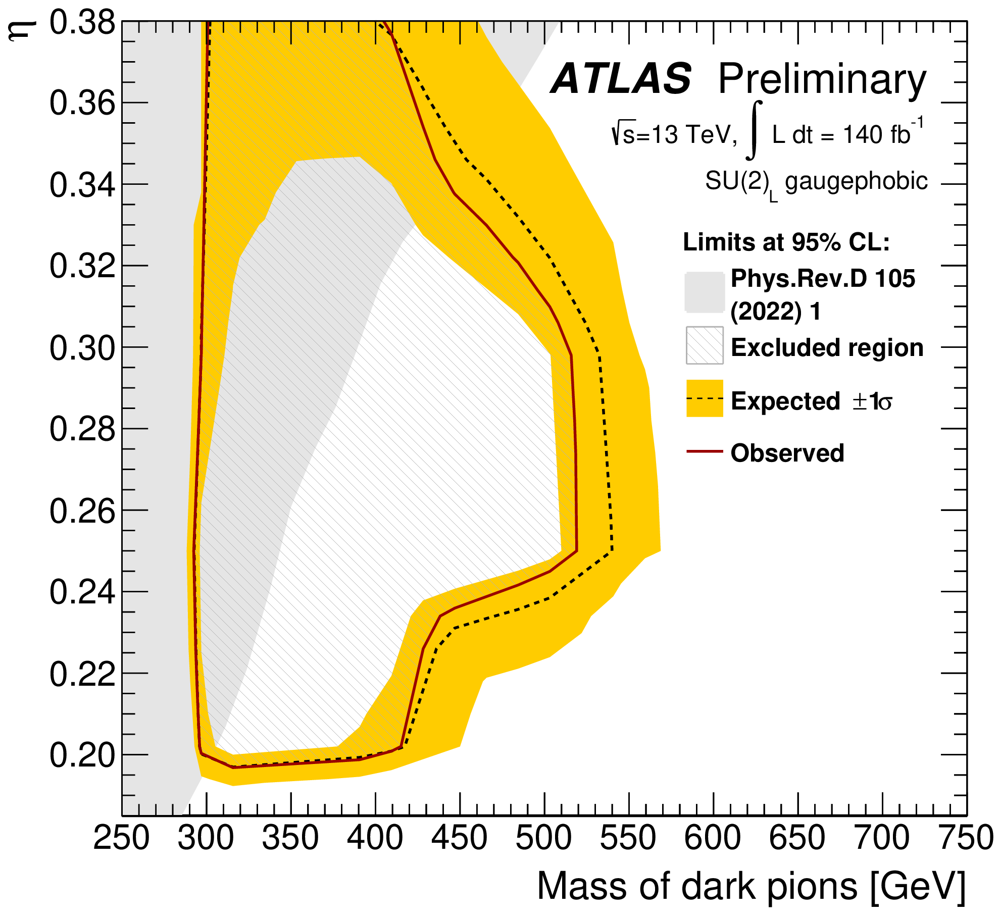 η
0.38
0.36
0.34
0.32
0.30
0.28
0.26
0.24
0.22
0.20
ATLAS Preliminary
√s=13 TeV, ∫ L dt = 140 fb⁻¹
SU(2)L gaugephobic
Limits at 95% CL:
Phys.Rev.D 105
(2022) 1
Excluded region
Expected ±1σ
Observed
250 300 350 400 450 500 550 600 650 700 750
Mass of dark pions [GeV]